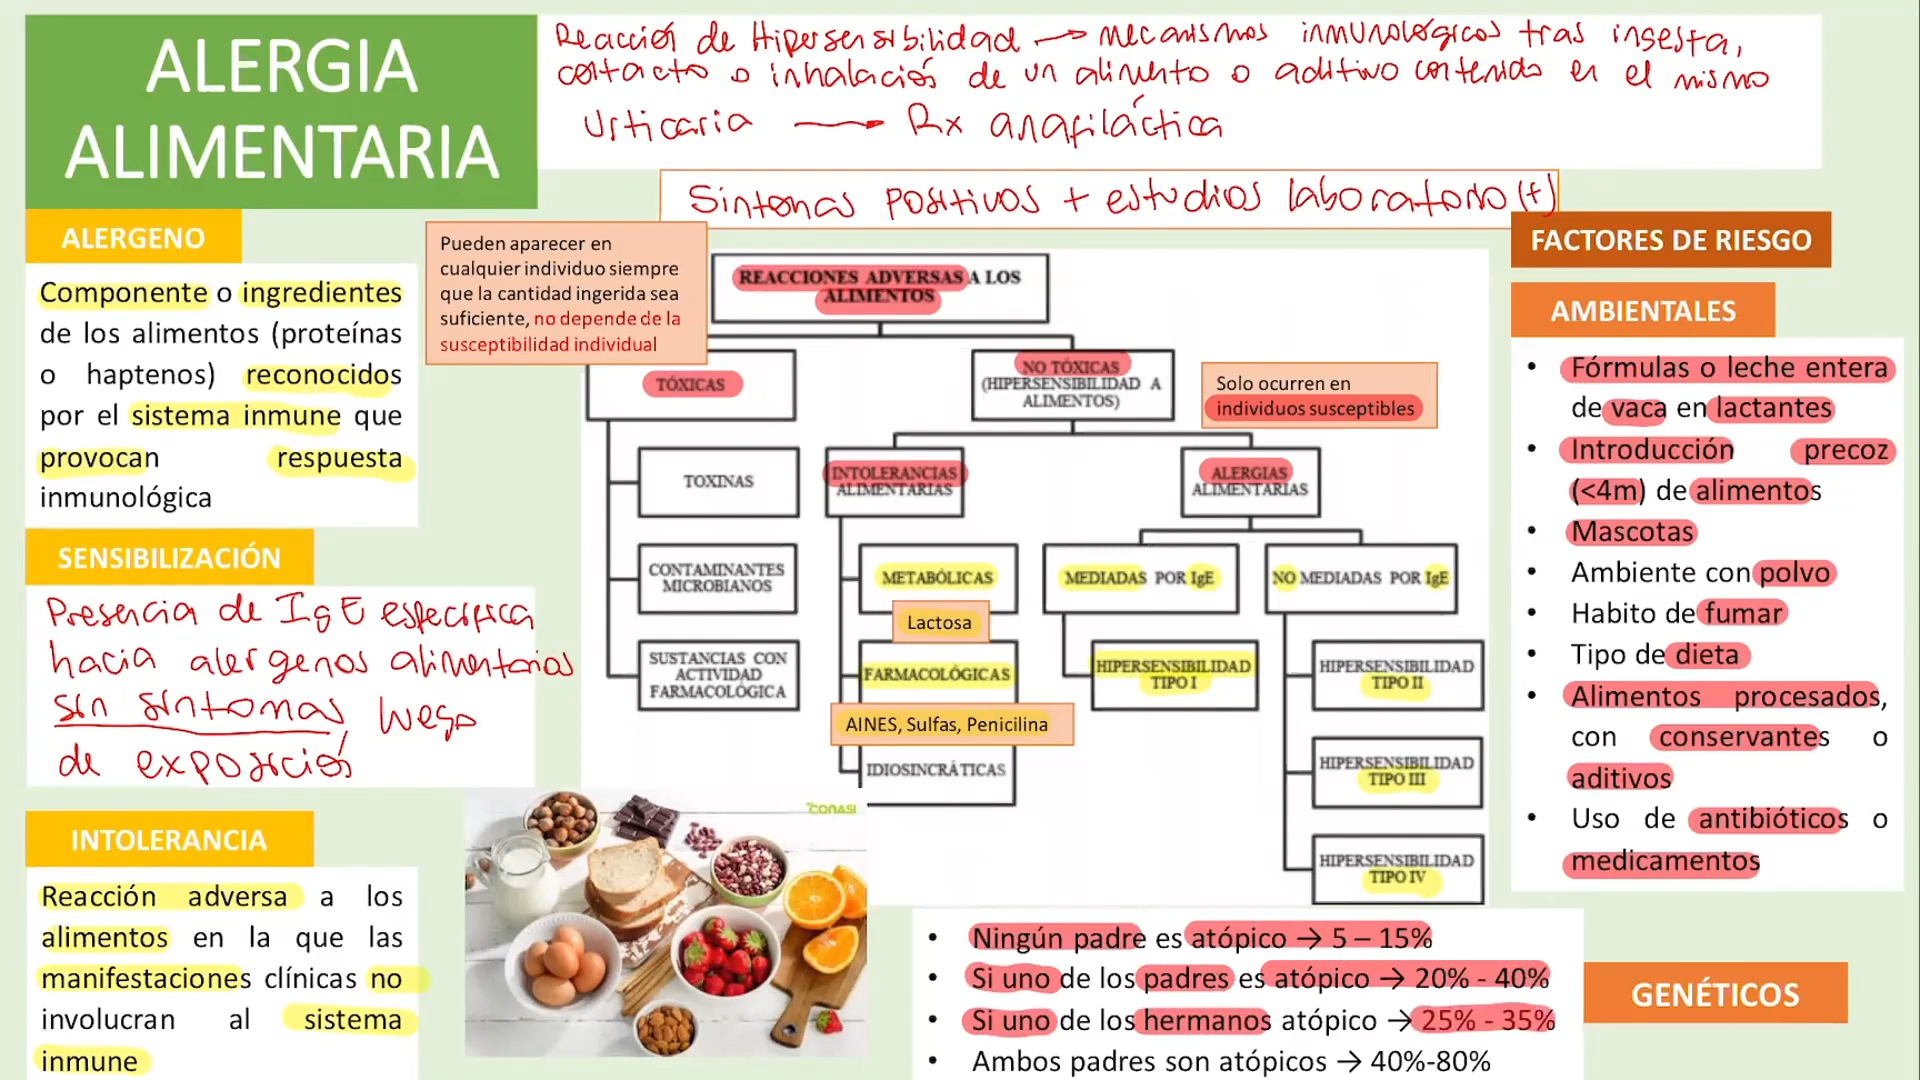 ALERGIA
ALIMENTARIA
Reacción de Hipersensibilidad → mecanismos inmunológicos tras ingesta,
contacto o inhalación de un alimento o aditivo contenido en el mismo
Urticaria → Rx anafiláctica
Síntomas positivos + estudios laboratorio (+)
ALERGENO
Componente o ingredientes
de los alimentos (proteínas
o haptenos) reconocidos
por el sistema inmune que
provocan respuesta
inmunológica
SENSIBILIZACIÓN
Presencia de IgE específica
hacia alergenos alimentarios
sin síntomas luego
de exposición
INTOLERANCIA
Reacción adversa a los
alimentos en la que las
manifestaciones clínicas no
involucran al sistema
inmune
Pueden aparecer en
cualquier individuo siempre
que la cantidad ingerida sea
suficiente, no depende de la
susceptibilidad individual
REACCIONES ADVERSAS A LOS
ALIMENTOS
TÓXICAS
NO TÓXICAS
(HIPERSENSIBILIDAD A
ALIMENTOS)
Solo ocurren en
individuos susceptibles
TOXINAS
CONTAMINANTES
MICROBIANOS
SUSTANCIAS CON
ACTIVIDAD
FARMACOLÓGICA
INTOLERANCIAS
ALIMENTARIAS
ALERGIAS
ALIMENTARIAS
METABÓLICAS
Lactosa
FARMACOLÓGICAS
AINES, Sulfas, Penicilina
IDIOSINCRÁTICAS
MEDIADAS POR IgE
NO MEDIADAS POR IgE
HIPERSENSIBILIDAD
TIPO I
HIPERSENSIBILIDAD
TIPO II
HIPERSENSIBILIDAD
TIPO III
HIPERSENSIBILIDAD
TIPO IV
CONASI
FACTORES DE RIESGO
AMBIENTALES
• Fórmulas o leche entera
de vaca en lactantes
• Introducción precoz
(<4m) de alimentos
• Mascotas
• Ambiente con polvo
• Habito de fumar
• Tipo de dieta
• Alimentos procesados,
con conservantes o
aditivos
• Uso de antibióticos o
medicamentos
• Ningún padre es atópico → 5 – 15%
• Si uno de los padres es atópico → 20% - 40%
• Si uno de los hermanos atópico → 25% - 35%
• Ambos padres son atópicos → 40%-80%
GENÉTICOS